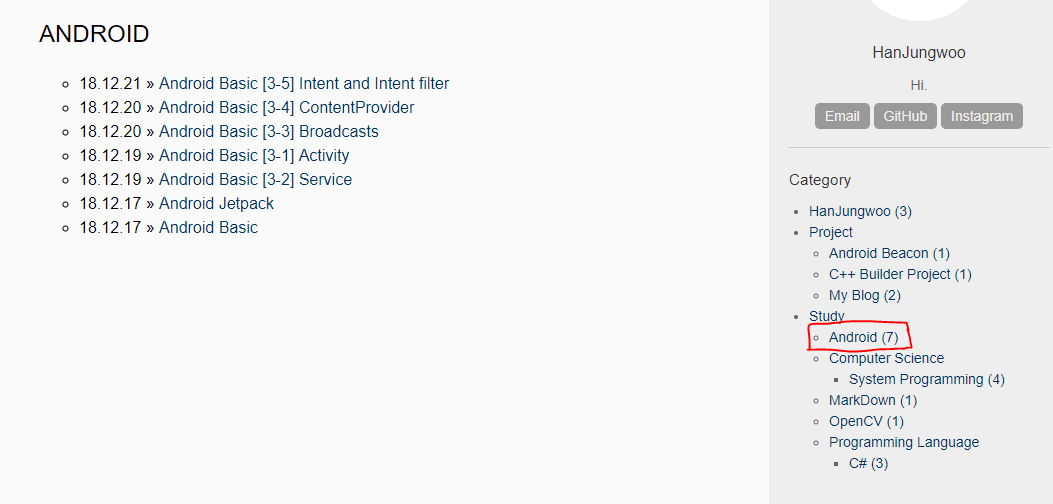 ANDROID
18.12.21 » Android Basic [3-5] Intent and Intent filter
18.12.20 » Android Basic [3-4] ContentProvider
18.12.20 » Android Basic [3-3] Broadcasts
18.12.19 » Android Basic [3-1] Activity
18.12.19 » Android Basic [3-2] Service
18.12.17 » Android Jetpack
18.12.17 » Android Basic
HanJungwoo
Hi.
Email GitHub Instagram
Category
HanJungwoo (3)
Project
Android Beacon (1)
C++ Builder Project (1)
My Blog (2)
Study
Android (7)
Computer Science
System Programming (4)
MarkDown (1)
OpenCV (1)
Programming Language
C# (3)